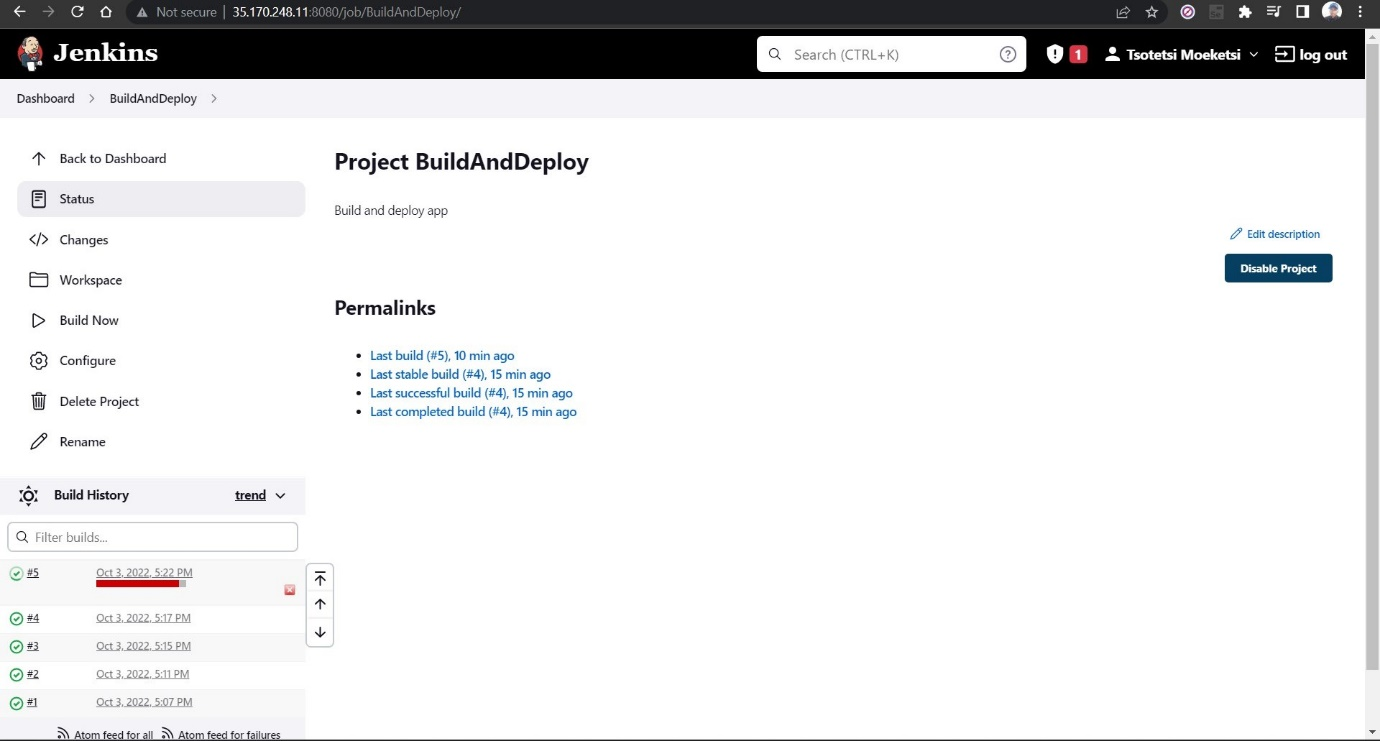 Not secure | 35.170.248.11:8080/job/BuildAndDeploy/
Jenkins
Search (CTRL+K)
1
Tsotetsi Moeketsi
log out
Dashboard
BuildAndDeploy
Back to Dashboard
Status
Changes
Workspace
Build Now
Configure
Delete Project
Rename
Build History
trend
Filter builds...
#5 Oct 3, 2022, 5:22 PM
#4 Oct 3, 2022, 5:17 PM
#3 Oct 3, 2022, 5:15 PM
#2 Oct 3, 2022, 5:11 PM
#1 Oct 3, 2022, 5:07 PM
Atom feed for all Atom feed for failures
Project BuildAndDeploy
Build and deploy app
Edit description
Disable Project
Permalinks
Last build (#5), 10 min ago
Last stable build (#4), 15 min ago
Last successful build (#4), 15 min ago
Last completed build (#4), 15 min ago